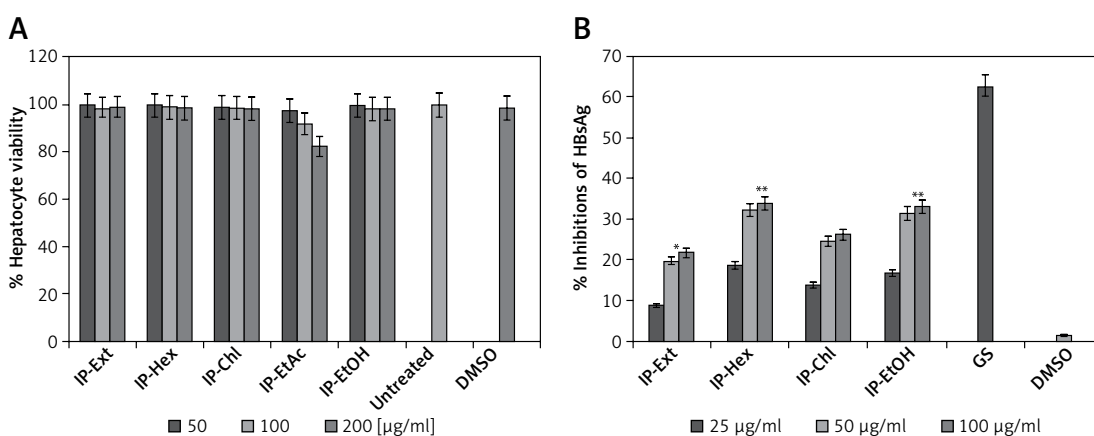 A
% Hepatocyte viability
120
100
80
60
40
20
0
IP-Ext
IP-Hex
IP-Chl
IP-EtAc
IP-EtOH
Untreated
DMSO
50 100 200 [µg/ml]
B
% Inhibitions of HBsAg
70
60
50
40
30
20
10
0
*
**
**
IP-Ext
IP-Hex
IP-Chl
IP-EtOH
GS
DMSO
25 µg/ml 50 µg/ml 100 µg/ml